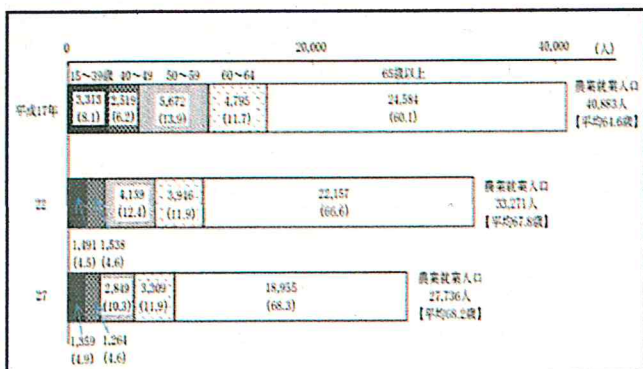 0 20,000 40,000 (人)
15～39歳 40～49 50～59 60～64 65歳以上
平成17年
3,313 2,519 5,672 4,795 24,584
(8.1) (6.2) (13.9) (11.7) (60.1)
農業就業人口
40,883人
【平均64.6歳】
22
4,139 3,946 22,157
(12.4) (11.9) (66.6)
農業就業人口
33,271人
【平均67.8歳】
1,491 1,538
(4.5) (4.6)
27
2,849 3,309 18,955
(10.3) (11.9) (68.3)
農業就業人口
27,736人
【平均68.2歳】
1,359 1,264
(4.9) (4.6)